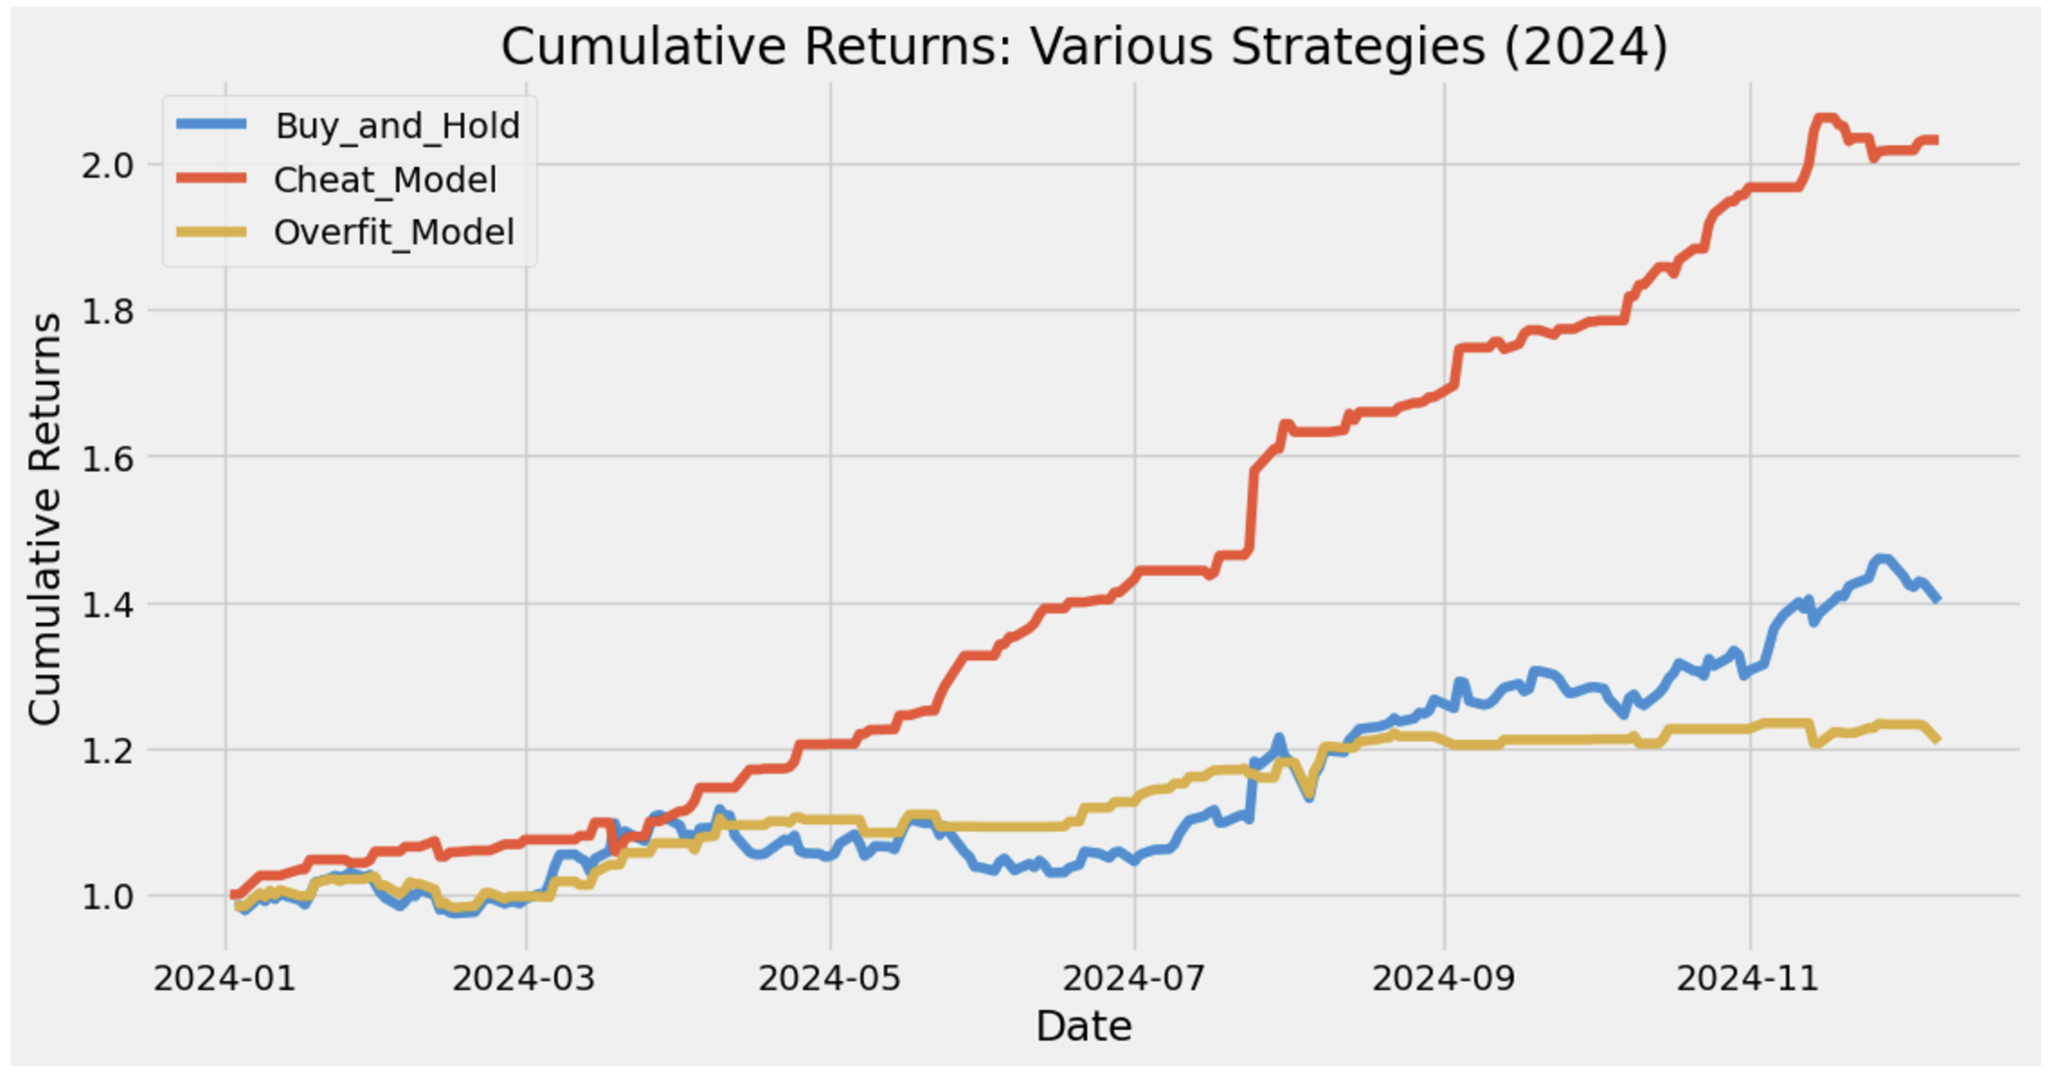 Cumulative Returns: Various Strategies (2024)
Buy_and_Hold
Cheat_Model
Overfit_Model
Cumulative Returns
2.0
1.8
1.6
1.4
1.2
1.0
2024-01 2024-03 2024-05 2024-07 2024-09 2024-11
Date